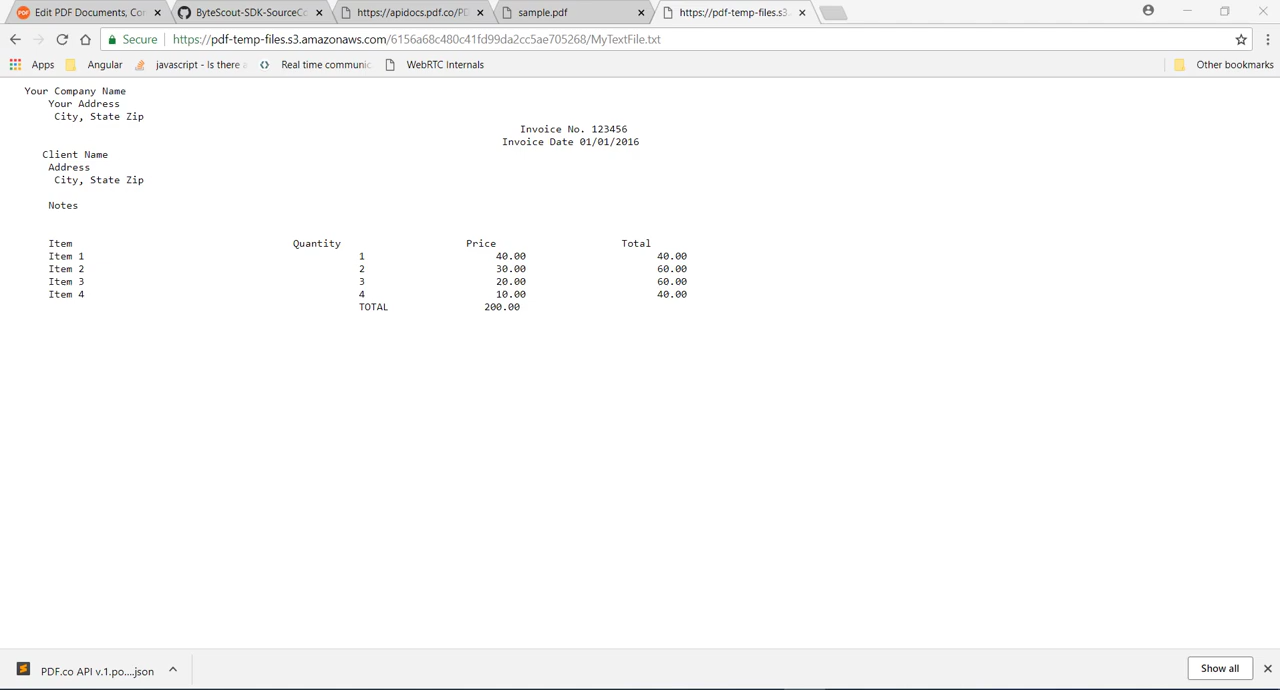 Edit PDF Documents, Cor
ByteScout-SDK-SourceCo
https://apidocs.pdf.co/PD
sample.pdf
https://pdf-temp-files.s3.
Secure
https://pdf-temp-files.s3.amazonaws.com/6156a68c480c41fd99da2cc5ae705268/MyTextFile.txt
Apps
Angular
javascript - Is there a
Real time communic
WebRTC Internals
Other bookmarks
Your Company Name
Your Address
City, State Zip
Invoice No. 123456
Invoice Date 01/01/2016
Client Name
Address
City, State Zip
Notes
Item Quantity Price Total
Item 1 1 40.00 40.00
Item 2 2 30.00 60.00
Item 3 3 20.00 60.00
Item 4 4 10.00 40.00
TOTAL 200.00
PDF.co API v.1.po....json
Show all